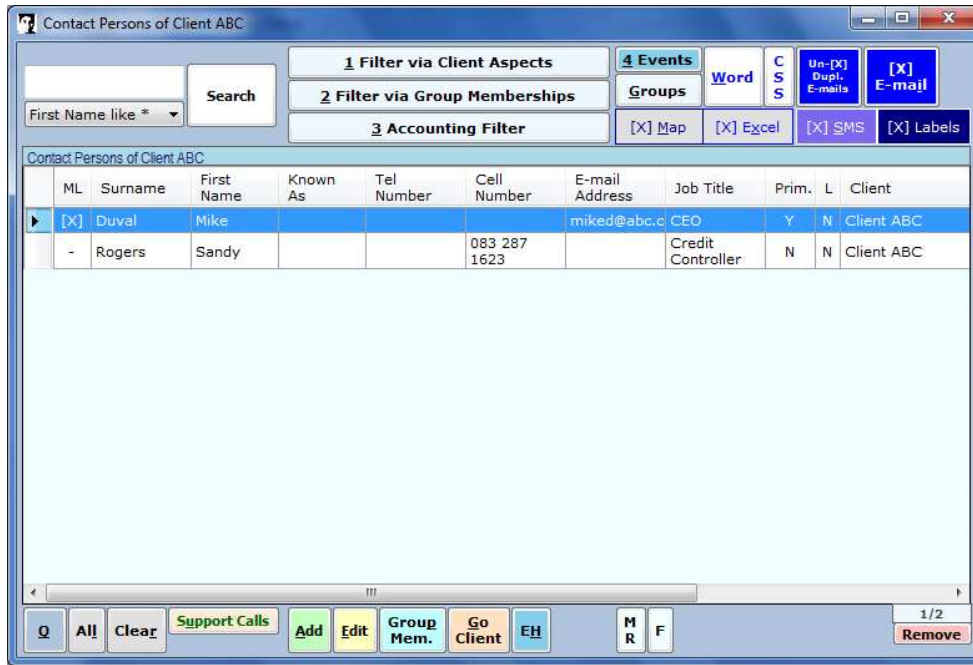 Contact Persons of Client ABC
1 Filter via Client Aspects
2 Filter via Group Memberships
3 Accounting Filter
Search
First Name like *
4 Events
Groups
Word
C
S
S
Un-[X]
Dupl.
E-mails
[X]
E-mail
[X] Map
[X] Excel
[X] SMS
[X] Labels
Contact Persons of Client ABC
ML Surname First Name Known As Tel Number Cell Number E-mail Address Job Title Prim. L Client
[X] Duval Mike miked@abc.c CEO Y N Client ABC
- Rogers Sandy 083 287 1623 Credit Controller N N Client ABC
Q
All
Clear
Support Calls
Add
Edit
Group
Mem.
Go
Client
EH
M
R
F
1/2
Remove